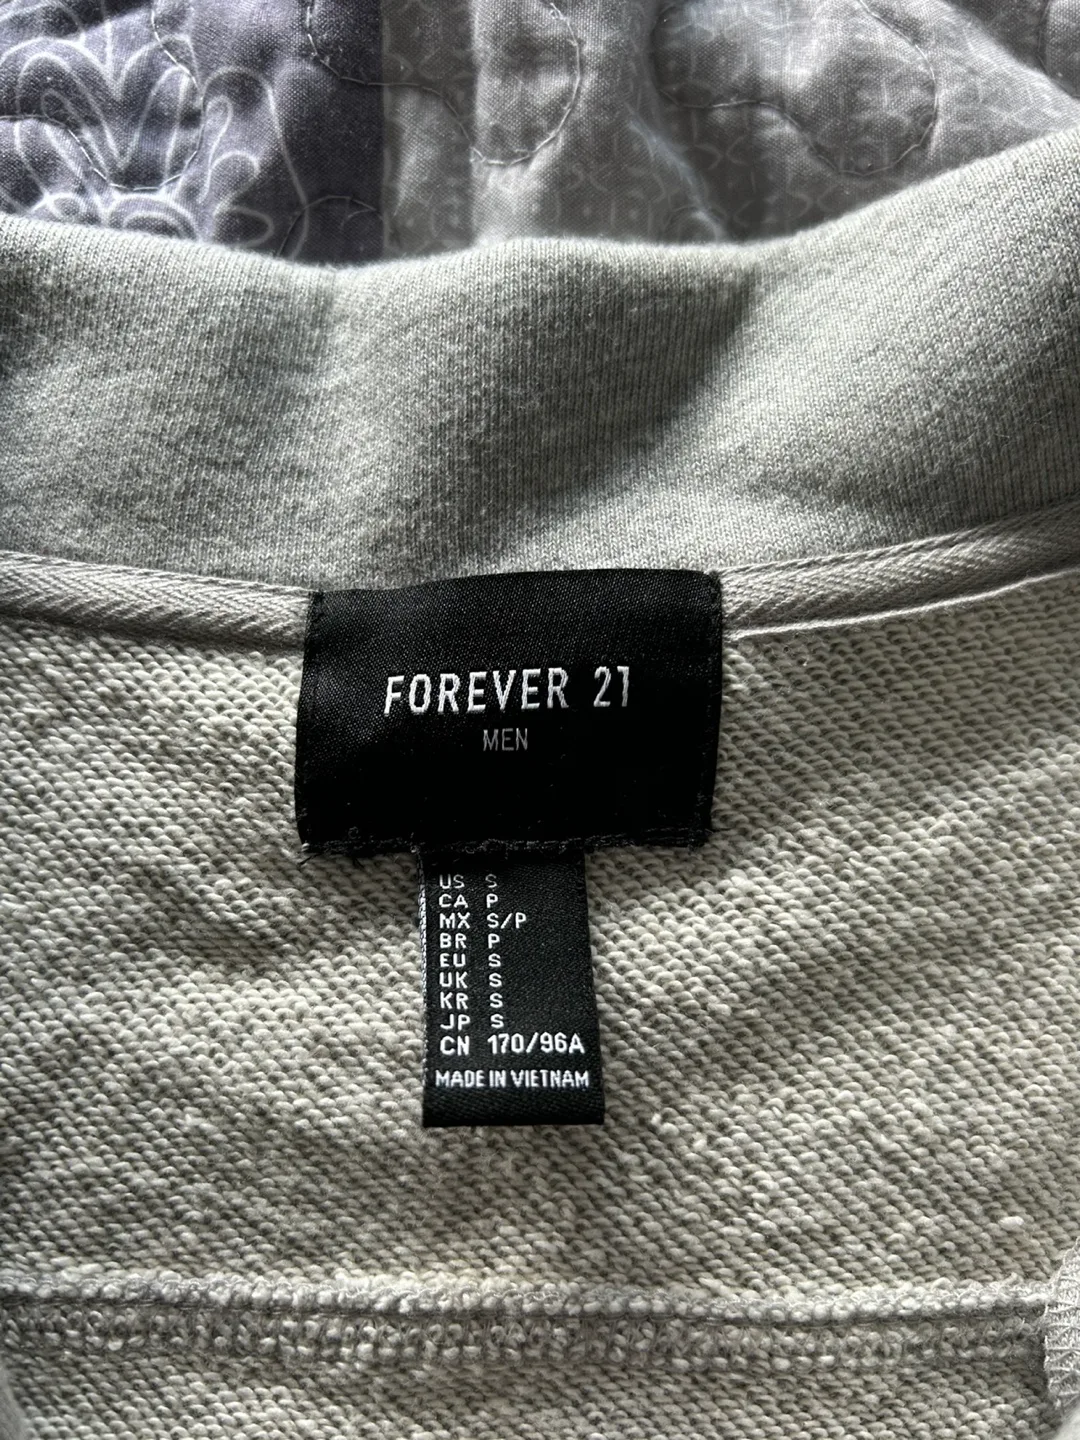 FOREVER 21
MEN
US S
CA P
MX S/P
BR P
EU S
UK S
KR S
JP S
CN 170/96A
MADE IN VIETNAM